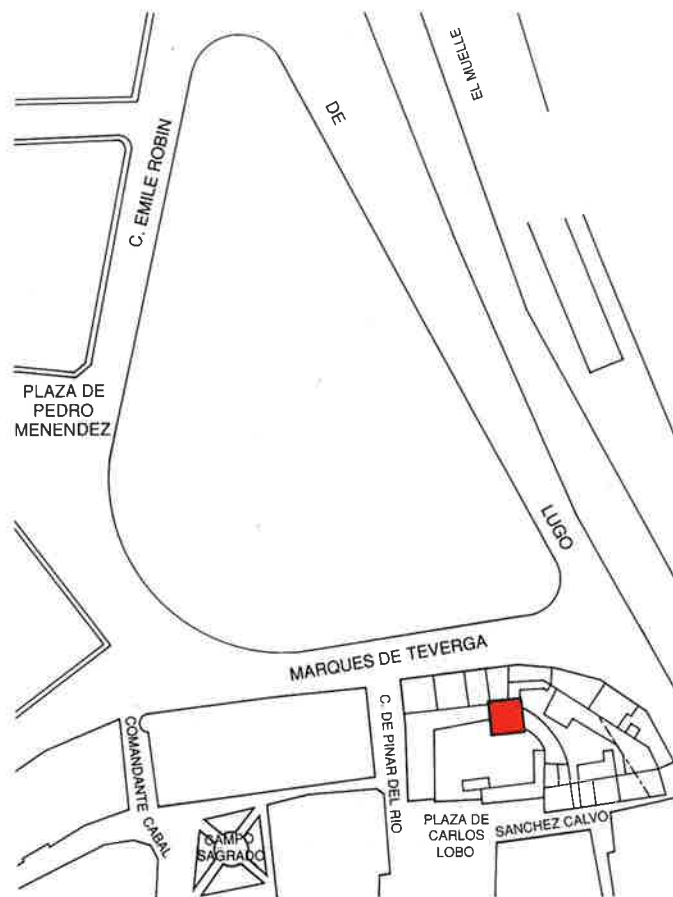 EL MUELLE
DE
C. EMILE ROBIN
PLAZA DE
PEDRO
MENENDEZ
LUGO
MARQUES DE TEVERGA
COMANDANTE CABAL
C. DE PINAR DEL RIO
CAMPO
SAGRADO
PLAZA DE
CARLOS
LOBO
SANCHEZ CALVO